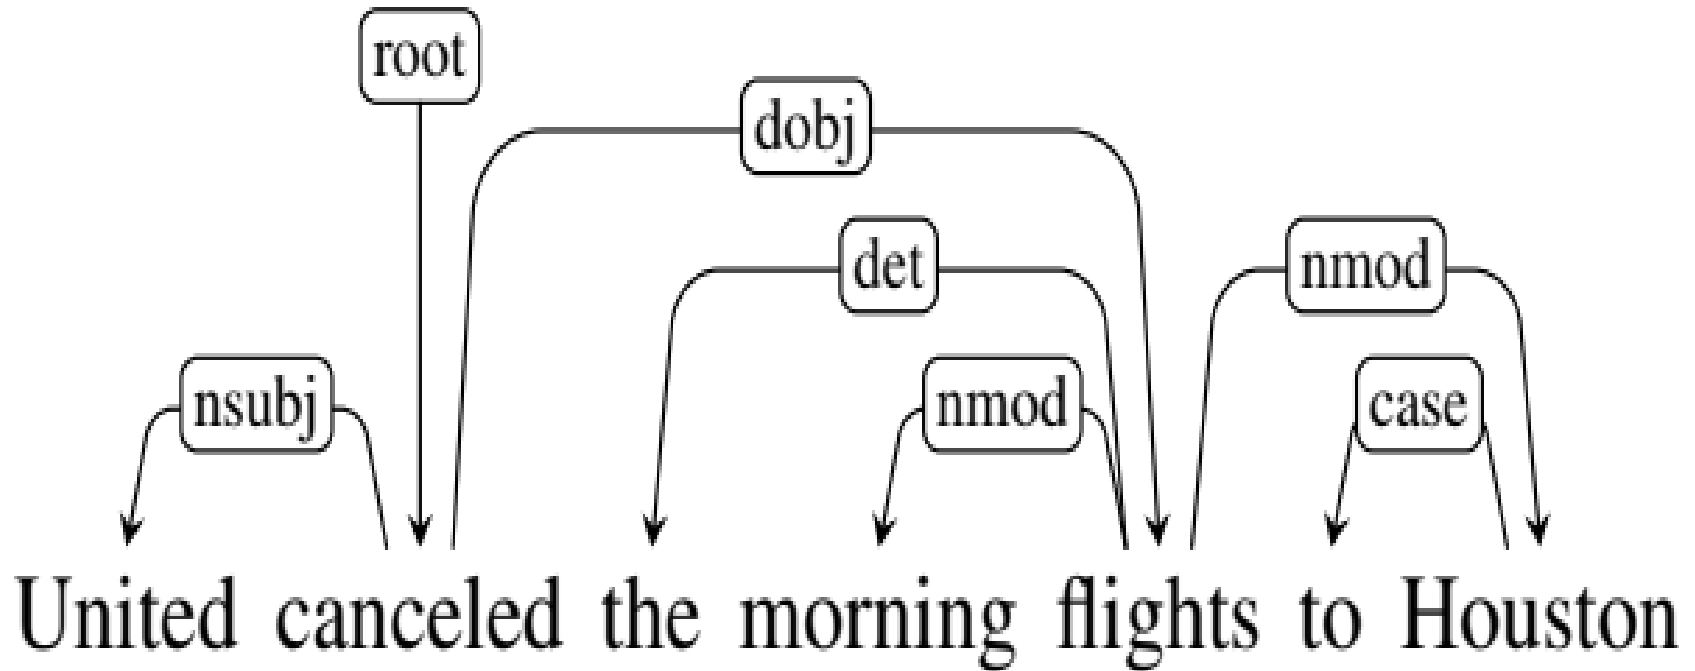 root
dobj
det nmod
nsubj nmod case
United canceled the morning flights to Houston